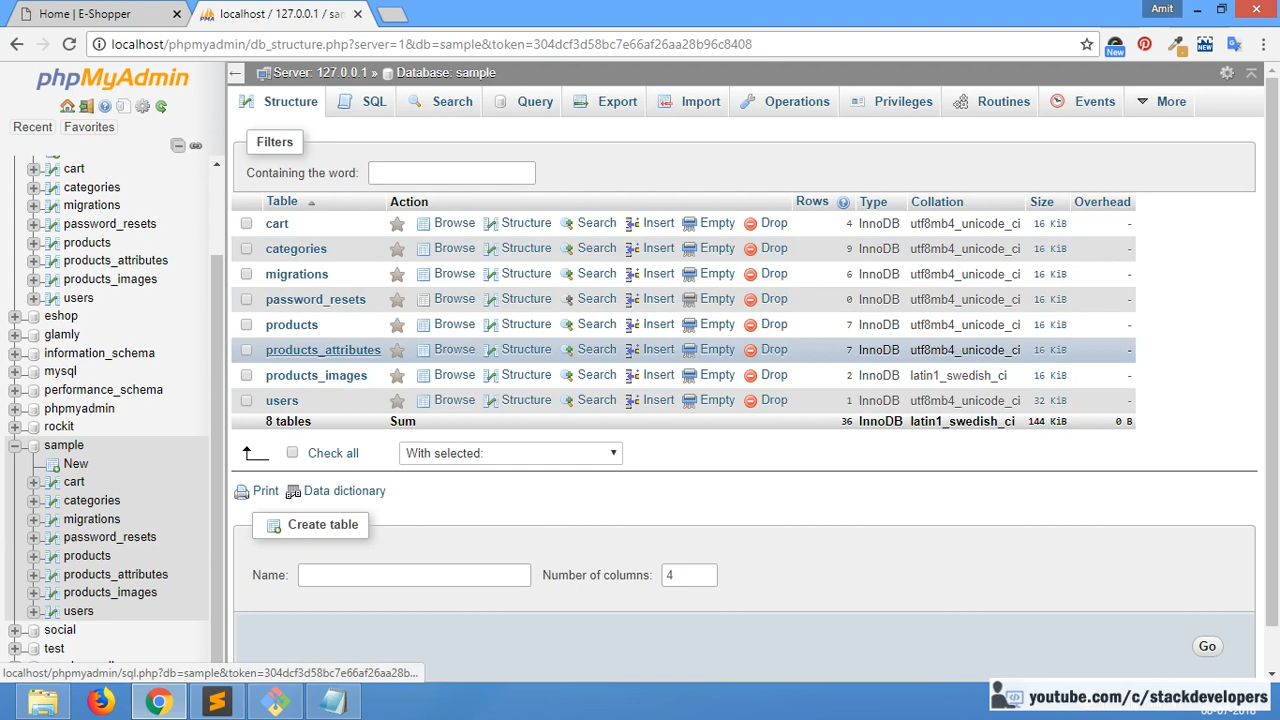 Home | E-Shopper
localhost / 127.0.0.1 / sam
Amit
localhost/phpmyadmin/db_structure.php?server=1&db=sample&token=304dcf3d58bc7e66af26aa28b96c8408
New
phpMyAdmin
Recent
Favorites
cart
categories
migrations
password_resets
products
products_attributes
products_images
users
eshop
glamly
information_schema
mysql
performance_schema
phpmyadmin
rockit
sample
New
cart
categories
migrations
password_resets
products
products_attributes
products_images
users
social
test
Server: 127.0.0.1 » Database: sample
Structure SQL Search Query Export Import Operations Privileges Routines Events More
Filters
Containing the word:
Table Action Rows Type Collation Size Overhead
cart Browse Structure Search Insert Empty Drop 4 InnoDB utf8mb4_unicode_ci 16 KiB -
categories Browse Structure Search Insert Empty Drop 9 InnoDB utf8mb4_unicode_ci 16 KiB -
migrations Browse Structure Search Insert Empty Drop 6 InnoDB utf8mb4_unicode_ci 16 KiB -
password_resets Browse Structure Search Insert Empty Drop 0 InnoDB utf8mb4_unicode_ci 16 KiB -
products Browse Structure Search Insert Empty Drop 7 InnoDB utf8mb4_unicode_ci 16 KiB -
products_attributes Browse Structure Search Insert Empty Drop 7 InnoDB utf8mb4_unicode_ci 16 KiB -
products_images Browse Structure Search Insert Empty Drop 2 InnoDB latin1_swedish_ci 16 KiB -
users Browse Structure Search Insert Empty Drop 1 InnoDB utf8mb4_unicode_ci 32 KiB -
8 tables Sum 36 InnoDB latin1_swedish_ci 144 KiB 0 B
Check all With selected:
Print Data dictionary
Create table
Name: Number of columns: 4
Go
localhost/phpmyadmin/sql.php?db=sample&token=304dcf3d58bc7e66af26aa28b...
youtube.com/c/stackdevelopers